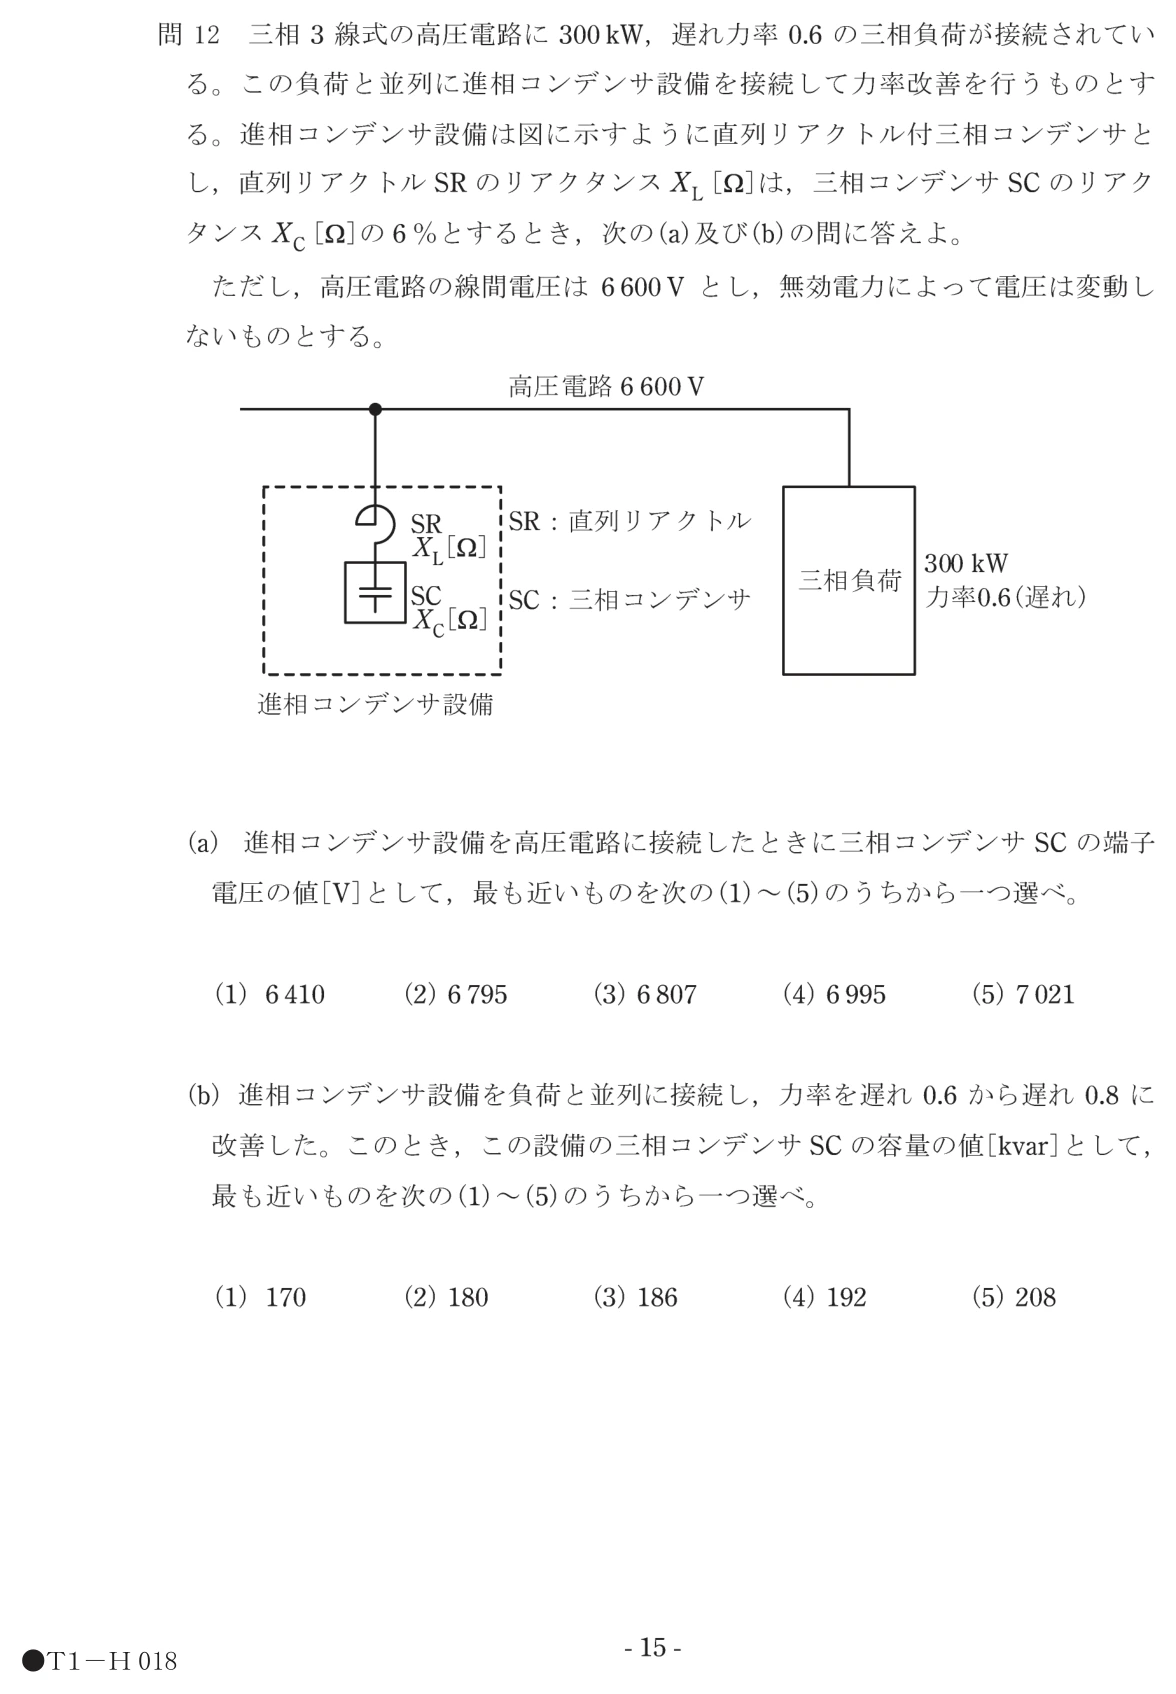 問 12 三相 3 線式の高圧電路に 300 kW，遅れ力率 0.6 の三相負荷が接続されてい
る。この負荷と並列に進相コンデンサ設備を接続して力率改善を行うものとす
る。進相コンデンサ設備は図に示すように直列リアクトル付三相コンデンサと
し，直列リアクトル SR のリアクタンス X_L [Ω]は，三相コンデンサ SC のリアク
タンス X_C [Ω]の 6 %とするとき，次の(a)及び(b)の問に答えよ。
ただし，高圧電路の線間電圧は 6 600 V とし，無効電力によって電圧は変動し
ないものとする。
高圧電路 6 600 V
SR
X_L[Ω]
SR : 直列リアクトル
SC
X_C[Ω]
SC : 三相コンデンサ
進相コンデンサ設備
三相負荷
300 kW
力率0.6(遅れ)
(a) 進相コンデンサ設備を高圧電路に接続したときに三相コンデンサ SC の端子
電圧の値[V]として，最も近いものを次の(1)～(5)のうちから一つ選べ。
(1) 6 410 (2) 6 795 (3) 6 807 (4) 6 995 (5) 7 021
(b) 進相コンデンサ設備を負荷と並列に接続し，力率を遅れ 0.6 から遅れ 0.8 に
改善した。このとき，この設備の三相コンデンサ SC の容量の値[kvar]として，
最も近いものを次の(1)～(5)のうちから一つ選べ。
(1) 170 (2) 180 (3) 186 (4) 192 (5) 208
- 15 -
●T1－H 018